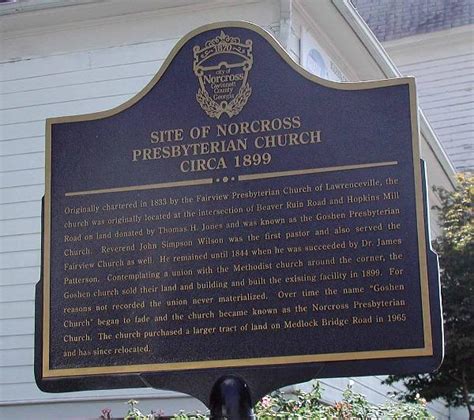 1870
city of
Norcross
Gwinnett
County
Georgia
SITE OF NORCROSS
PRESBYTERIAN CHURCH
CIRCA 1899
Originally chartered in 1833 by the Fairview Presbyterian Church of Lawrenceville, the
church was originally located at the intersection of Beaver Ruin Road and Hopkins Mill
Road on land donated by Thomas H. Jones and was known as the Goshen Presbyterian
Church. Reverend John Simpson Wilson was the first pastor and also served the
Fairview Church as well. He remained until 1844 when he was succeeded by Dr. James
Patterson. Contemplating a union with the Methodist church around the corner, the
Goshen church sold their land and building and built the existing facility in 1899. For
reasons not recorded the union never materialized. Over time the name "Goshen
Church" began to fade and the church became known as the Norcross Presbyterian
Church. The church purchased a larger tract of land on Medlock Bridge Road in 1965
and has since relocated.